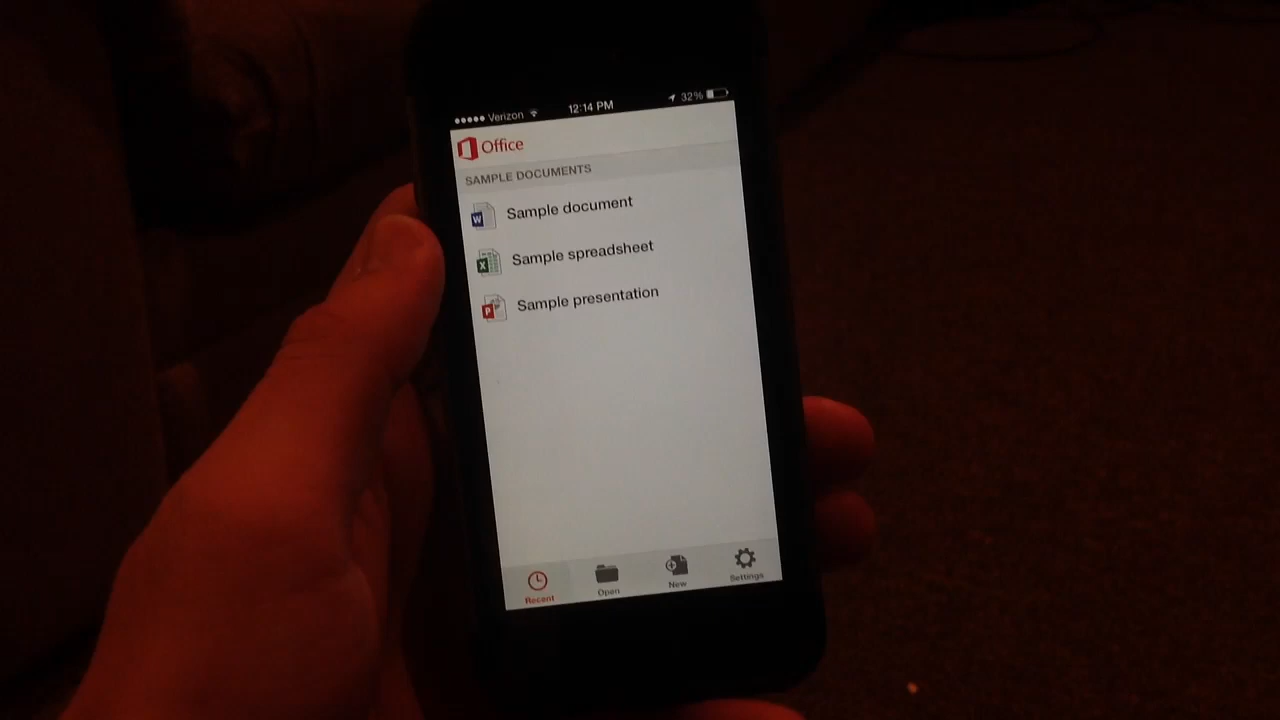 Verizon 12:14 PM 32%
Office
SAMPLE DOCUMENTS
W Sample document
X Sample spreadsheet
P Sample presentation
Recent Open New Settings